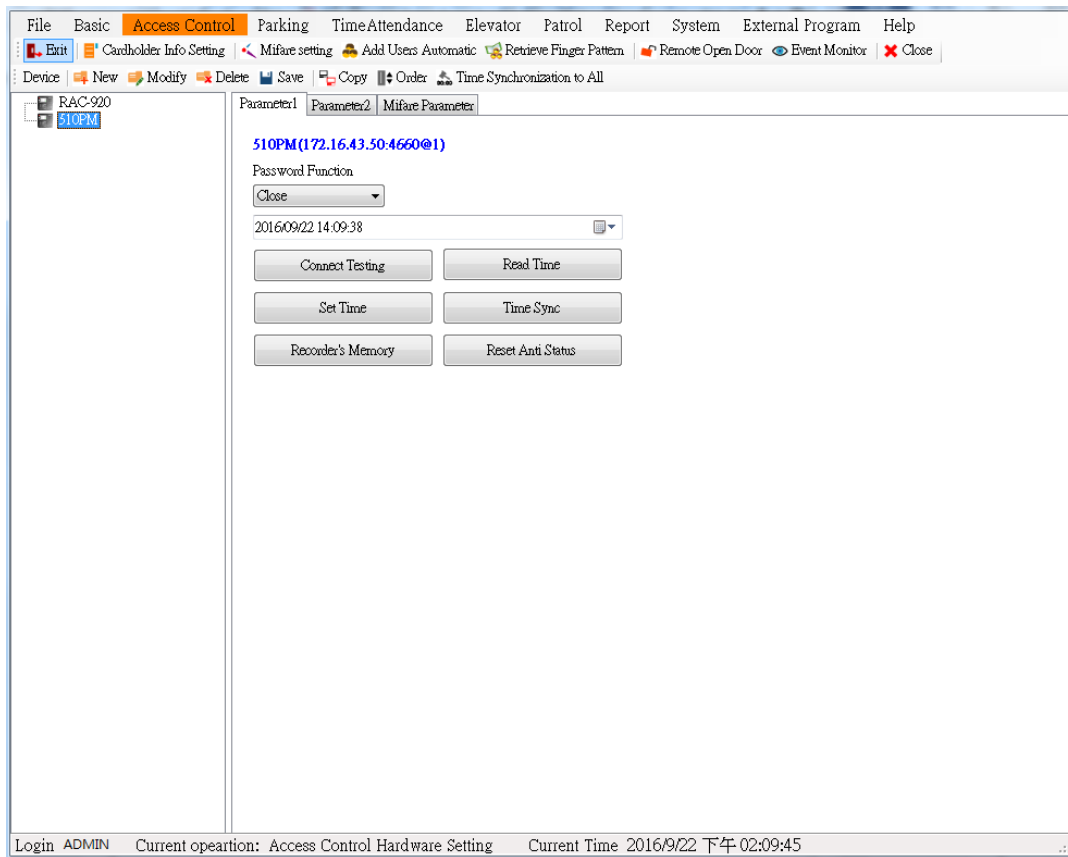 File Basic Access Control Parking TimeAttendance Elevator Patrol Report System External Program Help
Exit Cardholder Info Setting Mifare setting Add Users Automatic Retrieve Finger Pattern Remote Open Door Event Monitor Close
Device New Modify Delete Save Copy Order Time Synchronization to All
RAC-920
510PM
Parameter1 Parameter2 Mifare Parameter
510PM(172.16.43.50:4660@1)
Password Function
Close
2016/09/22 14:09:38
Connect Testing Read Time
Set Time Time Sync
Recorder's Memory Reset Anti Status
Login ADMIN Current opeartion: Access Control Hardware Setting Current Time 2016/9/22 下午 02:09:45